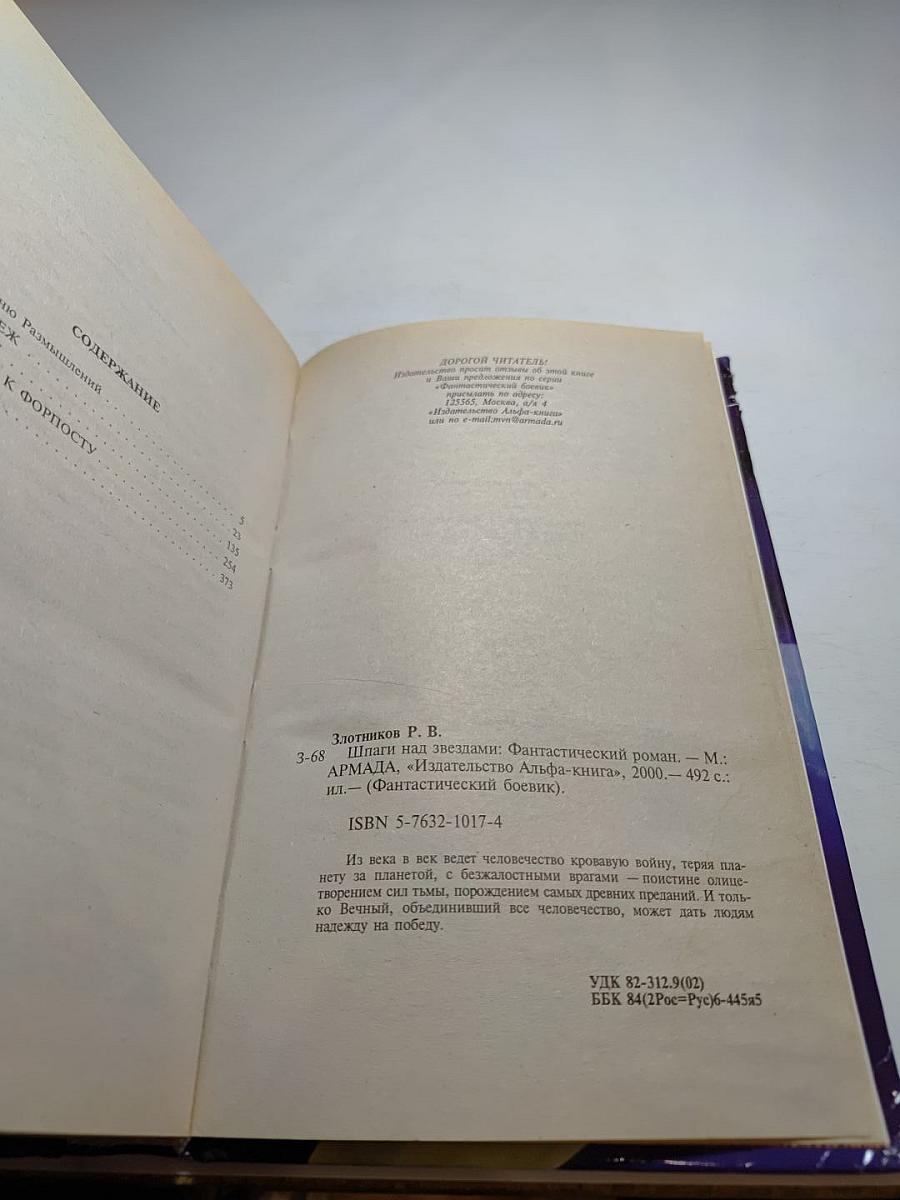 СОДЕРЖАНИЕ
Размышлений
К ФОРПОСТУ
5
23
135
254
373
ДОРОГОЙ ЧИТАТЕЛЬ!
Издательство просит отзывы об этой книге
и Ваши предложения по серии
«Фантастический боевик»
присылать по адресу:
125565, Москва, а/я 4
«Издательство Альфа-книга»
или по e-mail:mvn@armada.ru
Злотников Р. В.
З-68 Шпаги над звездами: Фантастический роман. — М.:
АРМАДА, «Издательство Альфа-книга», 2000.— 492 с.:
ил.— (Фантастический боевик).
ISBN 5-7632-1017-4
Из века в век ведет человечество кровавую войну, теряя пла-
нету за планетой, с безжалостными врагами — поистине олице-
творением сил тьмы, порождением самых древних преданий. И толь-
ко Вечный, объединивший все человечество, может дать людям
надежду на победу.
УДК 82-312.9(02)
ББК 84(2Рос=Рус)6-445я5